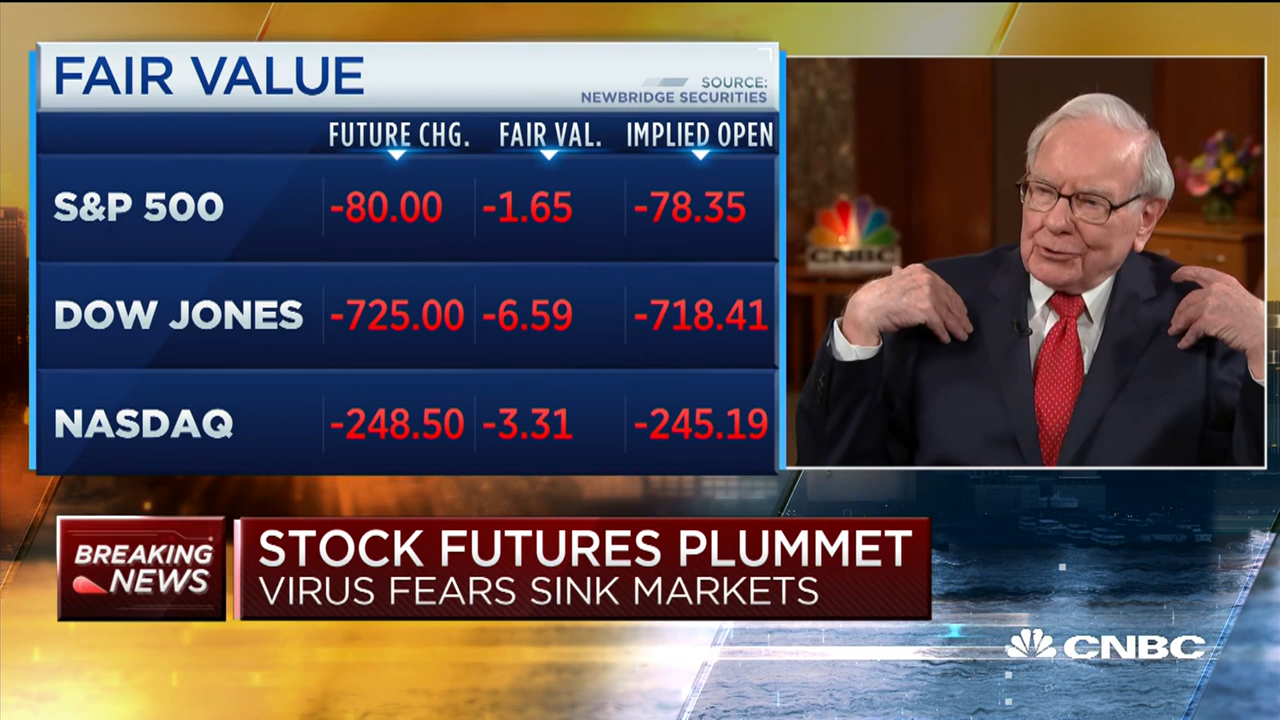 FAIR VALUE
SOURCE:
NEWBRIDGE SECURITIES
FUTURE CHG. FAIR VAL. IMPLIED OPEN
S&P 500 -80.00 -1.65 -78.35
DOW JONES -725.00 -6.59 -718.41
NASDAQ -248.50 -3.31 -245.19
CNBC
BREAKING NEWS
STOCK FUTURES PLUMMET
VIRUS FEARS SINK MARKETS
CNBC